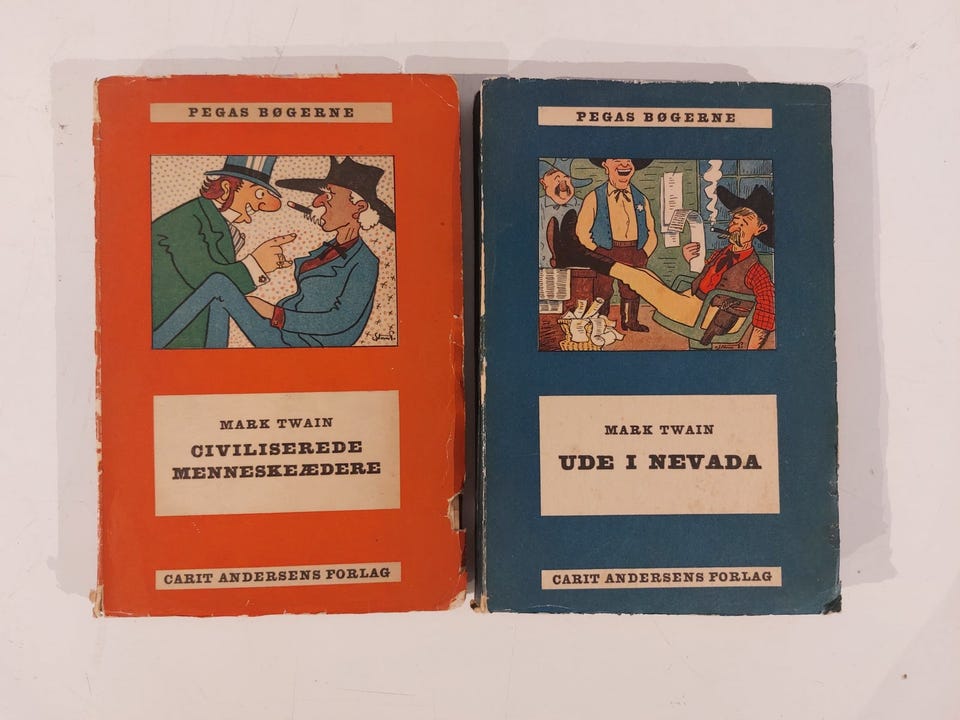 PEGAS BØGERNE
MARK TWAIN
CIVILISEREDE
MENNESKEÆDERE
CARIT ANDERSENS FORLAG
PEGAS BØGERNE
MARK TWAIN
UDE I NEVADA
CARIT ANDERSENS FORLAG